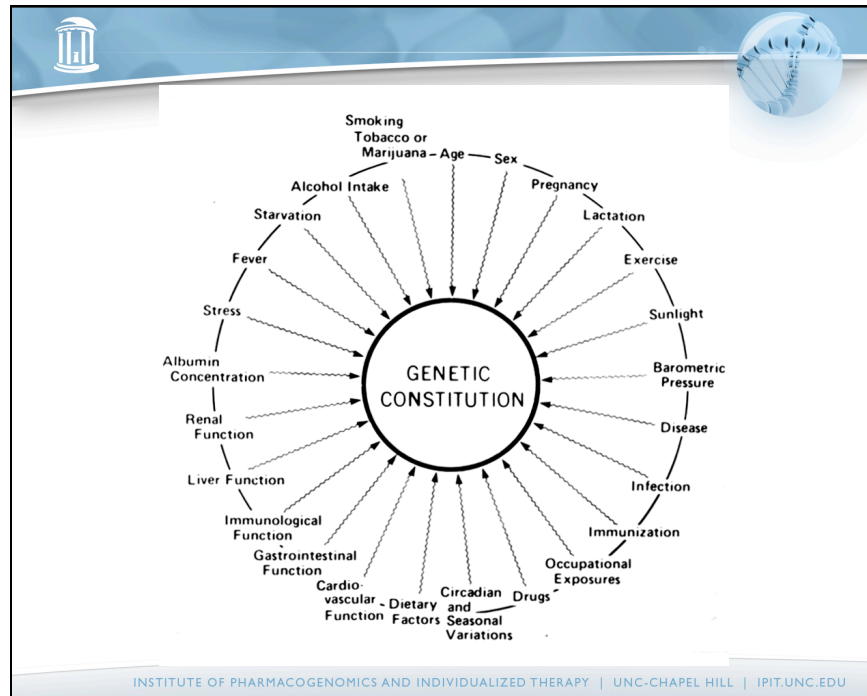 Smoking
Tobacco or
Marijuana
Age
Sex
Pregnancy
Lactation
Exercise
Sunlight
Barometric
Pressure
Disease
Infection
Immunization
Occupational
Exposures
Drugs
Circadian
and
Seasonal
Variations
Dietary
Factors
Cardio-
vascular
Function
Gastrointestinal
Function
Immunological
Function
Liver Function
Renal
Function
Albumin
Concentration
Stress
Fever
Starvation
Alcohol Intake
GENETIC
CONSTITUTION
INSTITUTE OF PHARMACOGENOMICS AND INDIVIDUALIZED THERAPY | UNC-CHAPEL HILL | IPIT.UNC.EDU